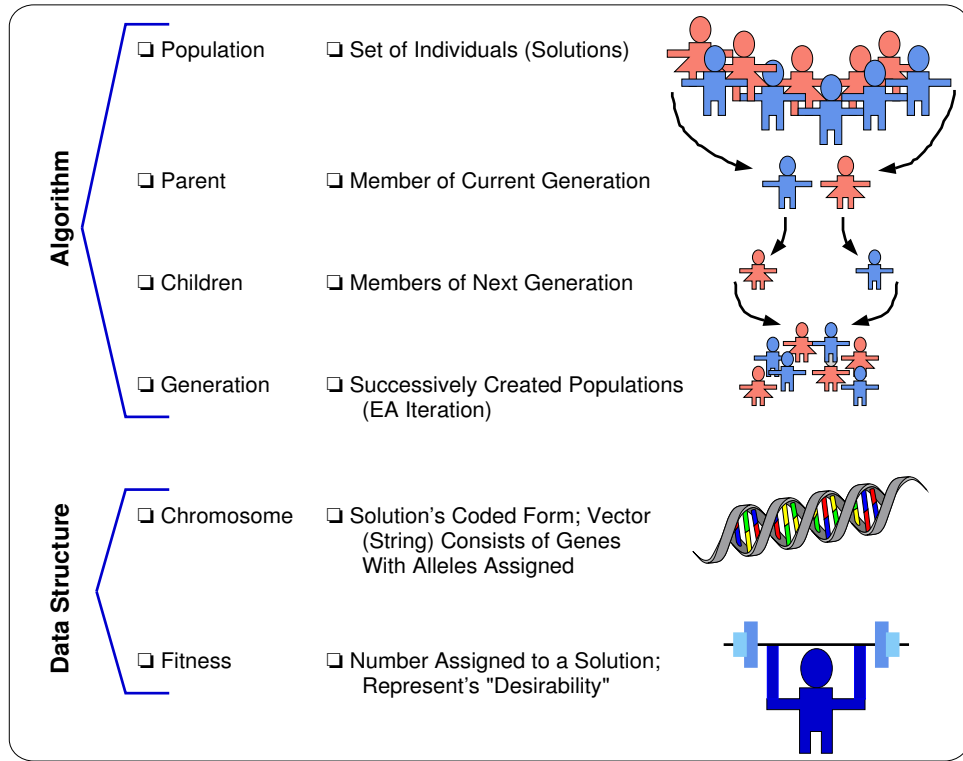 Algorithm
❏ Population
❏ Set of Individuals (Solutions)
❏ Parent
❏ Member of Current Generation
❏ Children
❏ Members of Next Generation
❏ Generation
❏ Successively Created Populations
(EA Iteration)
Data Structure
❏ Chromosome
❏ Solution's Coded Form; Vector
(String) Consists of Genes
With Alleles Assigned
❏ Fitness
❏ Number Assigned to a Solution;
Represent's "Desirability"